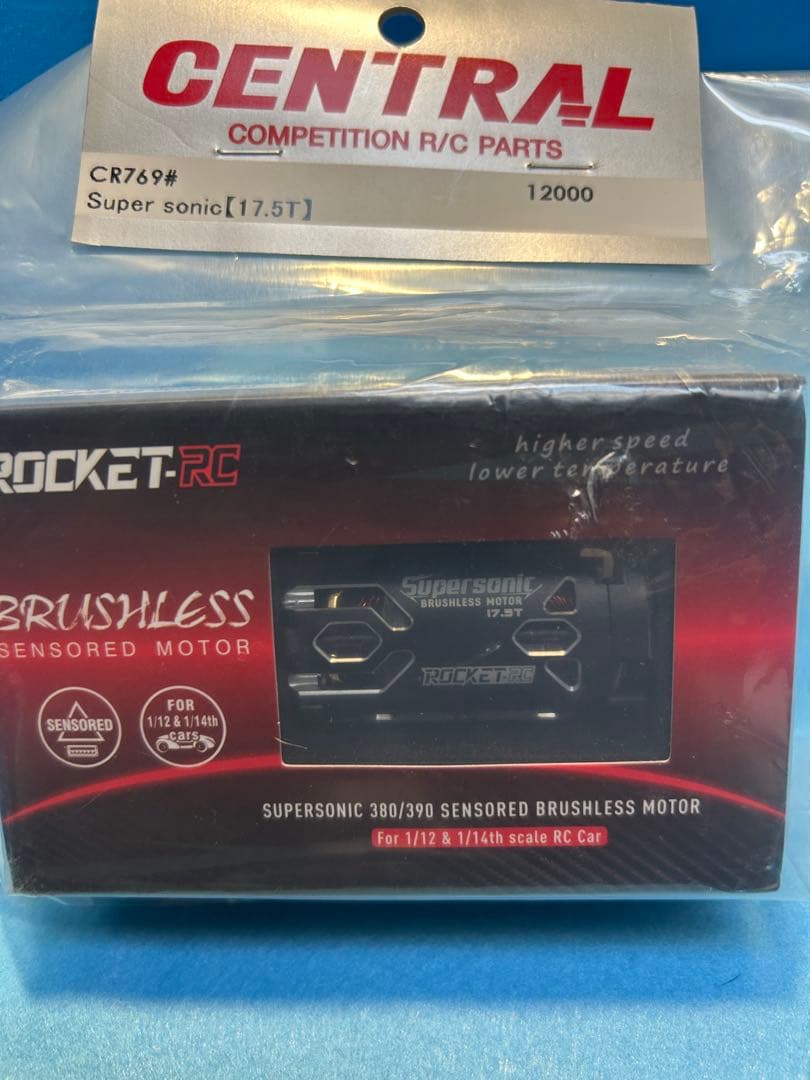 CENTRAL
COMPETITION R/C PARTS
CR769# 12000
Super sonic【17.5T】
ROCKET-RC
higher speed
lower temperature
BRUSHLESS
SENSORED MOTOR
SENSORED
FOR
1/12 & 1/14th
cars
Supersonic
BRUSHLESS MOTOR
17.5T
ROCKET-RC
SUPERSONIC 380/390 SENSORED BRUSHLESS MOTOR
For 1/12 & 1/14th scale RC Car